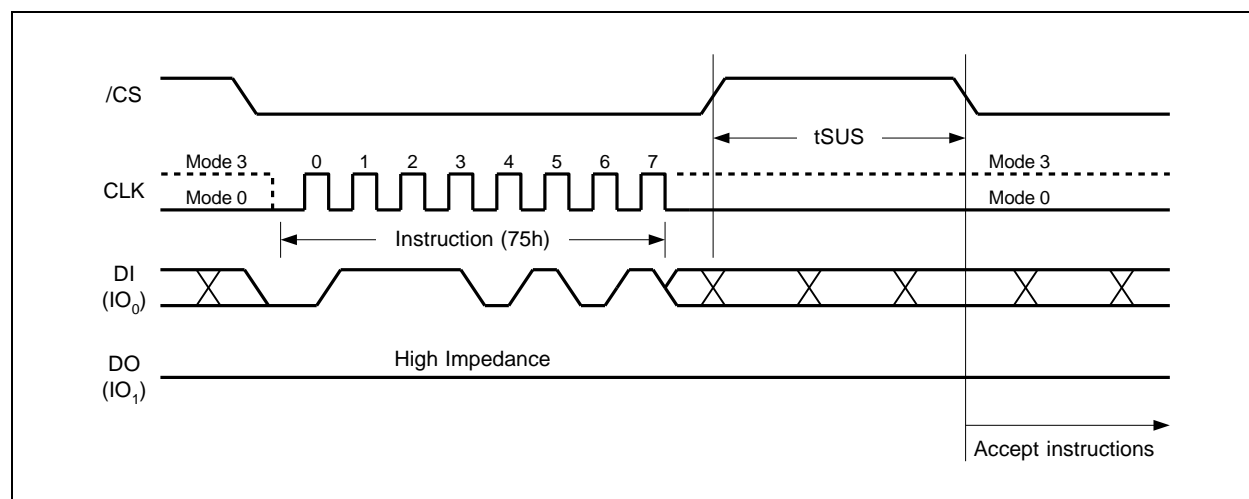 /CS
tSUS
Mode 3 0 1 2 3 4 5 6 7 Mode 3
CLK
Mode 0 Mode 0
Instruction (75h)
DI
(IO0)
High Impedance
DO
(IO1)
Accept instructions